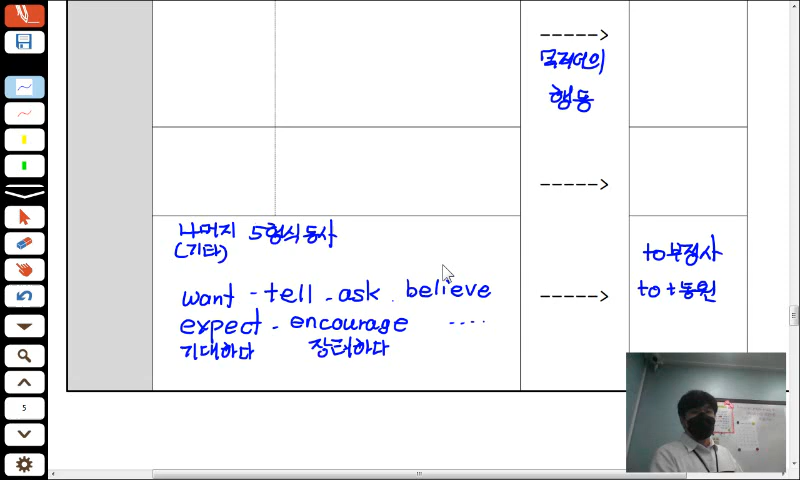 ----->
목적어의
행동
----->
나머지 5형식동사
(기타)
to부정사
want - tell - ask . believe
-----> to + 동원
expect - encourage ....
기대하다 장려하다
5